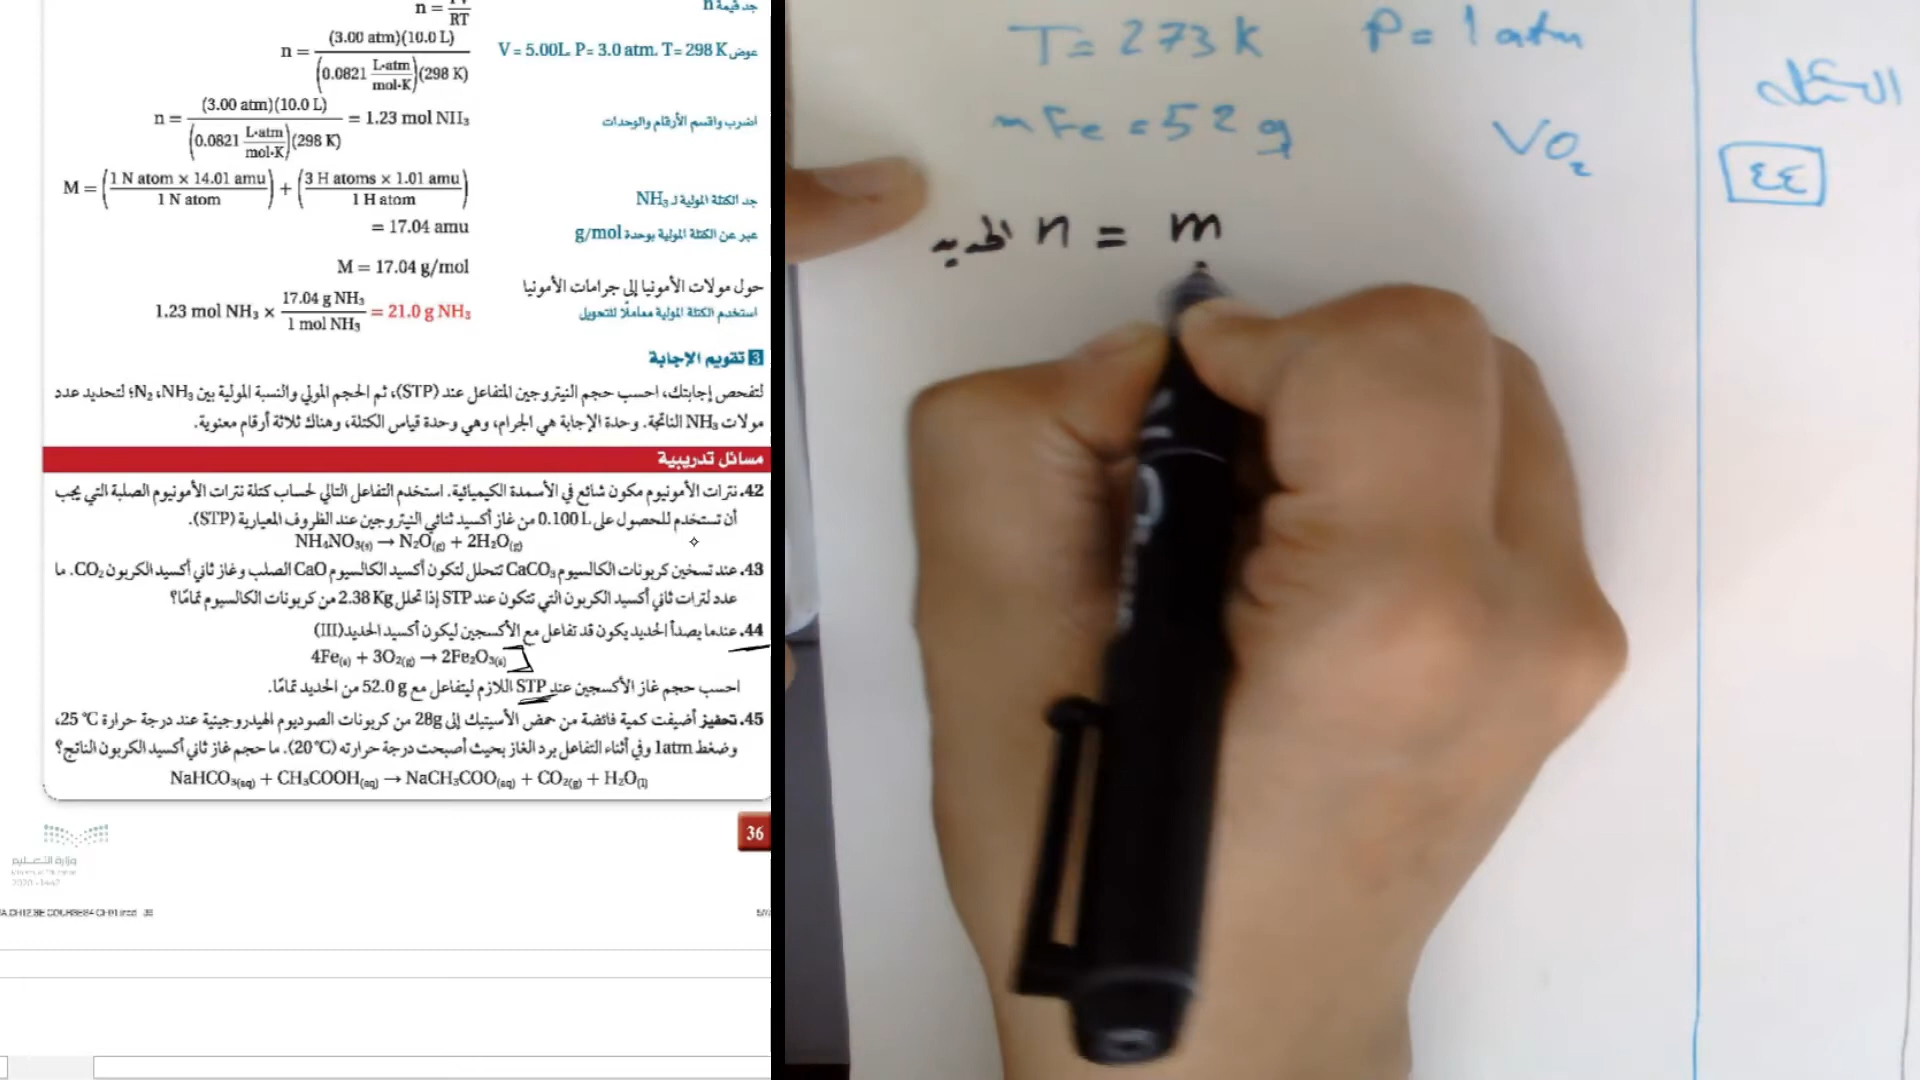 جد قيمة n
n = PV/RT
عوض V = 5.00L. P= 3.0 atm. T= 298 K
n = (3.00 atm)(10.0 L) / (0.0821 L·atm/mol·K)(298 K)
اضرب واقسم الأرقام والوحدات
n = (3.00 atm)(10.0 L) / (0.0821 L·atm/mol·K)(298 K) = 1.23 mol NH₃
جد الكتلة المولية لـ NH₃
M = (1 N atom × 14.01 amu / 1 N atom) + (3 H atoms × 1.01 amu / 1 H atom)
= 17.04 amu
عبر عن الكتلة المولية بوحدة g/mol
M = 17.04 g/mol
حول مولات الأمونيا إلى جرامات الأمونيا
استخدم الكتلة المولية معاملًا للتحويل
1.23 mol NH₃ × 17.04 g NH₃ / 1 mol NH₃ = 21.0 g NH₃
3 تقويم الإجابة
لتفحص إجابتك، احسب حجم النيتروجين المتفاعل عند (STP)، ثم الحجم المولي والنسبة المولية بين N₂ ،NH₃؛ لتحديد عدد
مولات NH₃ الناتجة. وحدة الإجابة هي الجرام، وهي وحدة قياس الكتلة، وهناك ثلاثة أرقام معنوية.
مسائل تدريبية
42. نترات الأمونيوم مكون شائع في الأسمدة الكيميائية. استخدم التفاعل التالي لحساب كتلة نترات الأمونيوم الصلبة التي يجب
أن تستخدم للحصول على 0.100 L من غاز أكسيد ثنائي النيتروجين عند الظروف المعيارية (STP).
NH₄NO₃(s) → N₂O(g) + 2H₂O(g)
43. عند تسخين كربونات الكالسيوم CaCO₃ تتحلل لتكون أكسيد الكالسيوم CaO الصلب وغاز ثاني أكسيد الكربون CO₂. ما
عدد لترات ثاني أكسيد الكربون التي تتكون عند STP إذا تحلل 2.38 Kg من كربونات الكالسيوم تمامًا؟
44. عندما يصدأ الحديد يكون قد تفاعل مع الأكسجين ليكون أكسيد الحديد (III)
4Fe(s) + 3O₂(g) → 2Fe₂O₃(s)
احسب حجم غاز الأكسجين عند STP اللازم ليتفاعل مع 52.0 g من الحديد تمامًا.
45. تحفيز أضيفت كمية فائضة من حمض الأسيتيك إلى 28g من كربونات الصوديوم الهيدروجينية عند درجة حرارة 25 °C،
وضغط 1atm وفي أثناء التفاعل برد الغاز بحيث أصبحت درجة حرارته (20°C). ما حجم غاز ثاني أكسيد الكربون الناتج؟
NaHCO₃(aq) + CH₃COOH(aq) → NaCH₃COO(aq) + CO₂(g) + H₂O(l)
36
وزارة التعليم
2020 - 1442
T = 273 K P = 1 atm
m Fe = 52 g VO₂
٤٤
n = m